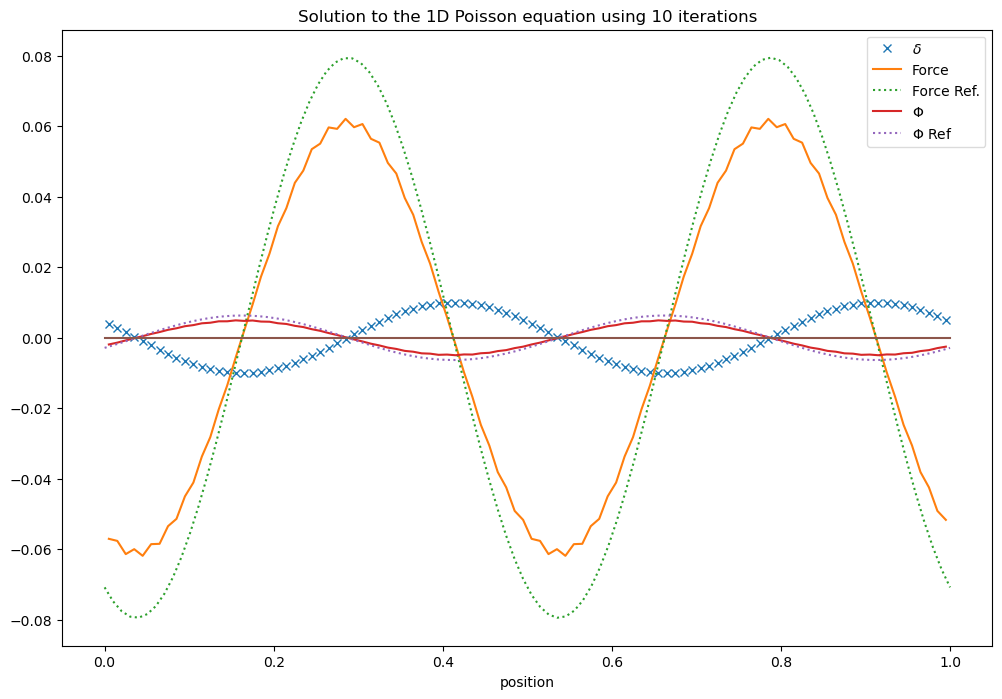 Solution to the 1D Poisson equation using 10 iterations
δ
Force
Force Ref.
Φ
Φ Ref
0.08
0.06
0.04
0.02
0.00
−0.02
−0.04
−0.06
−0.08
0.0 0.2 0.4 0.6 0.8 1.0
position